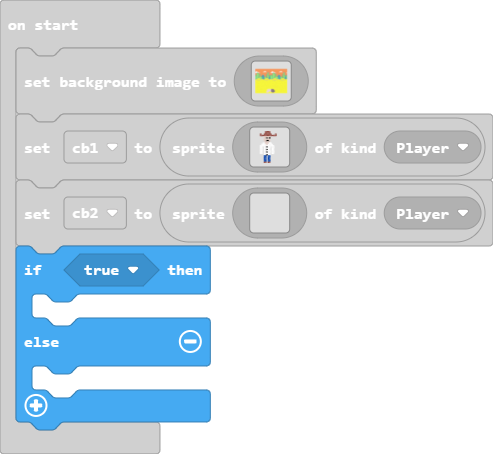 on start
set background image to
set cb1 to sprite of kind Player
set cb2 to sprite of kind Player
if true then
else